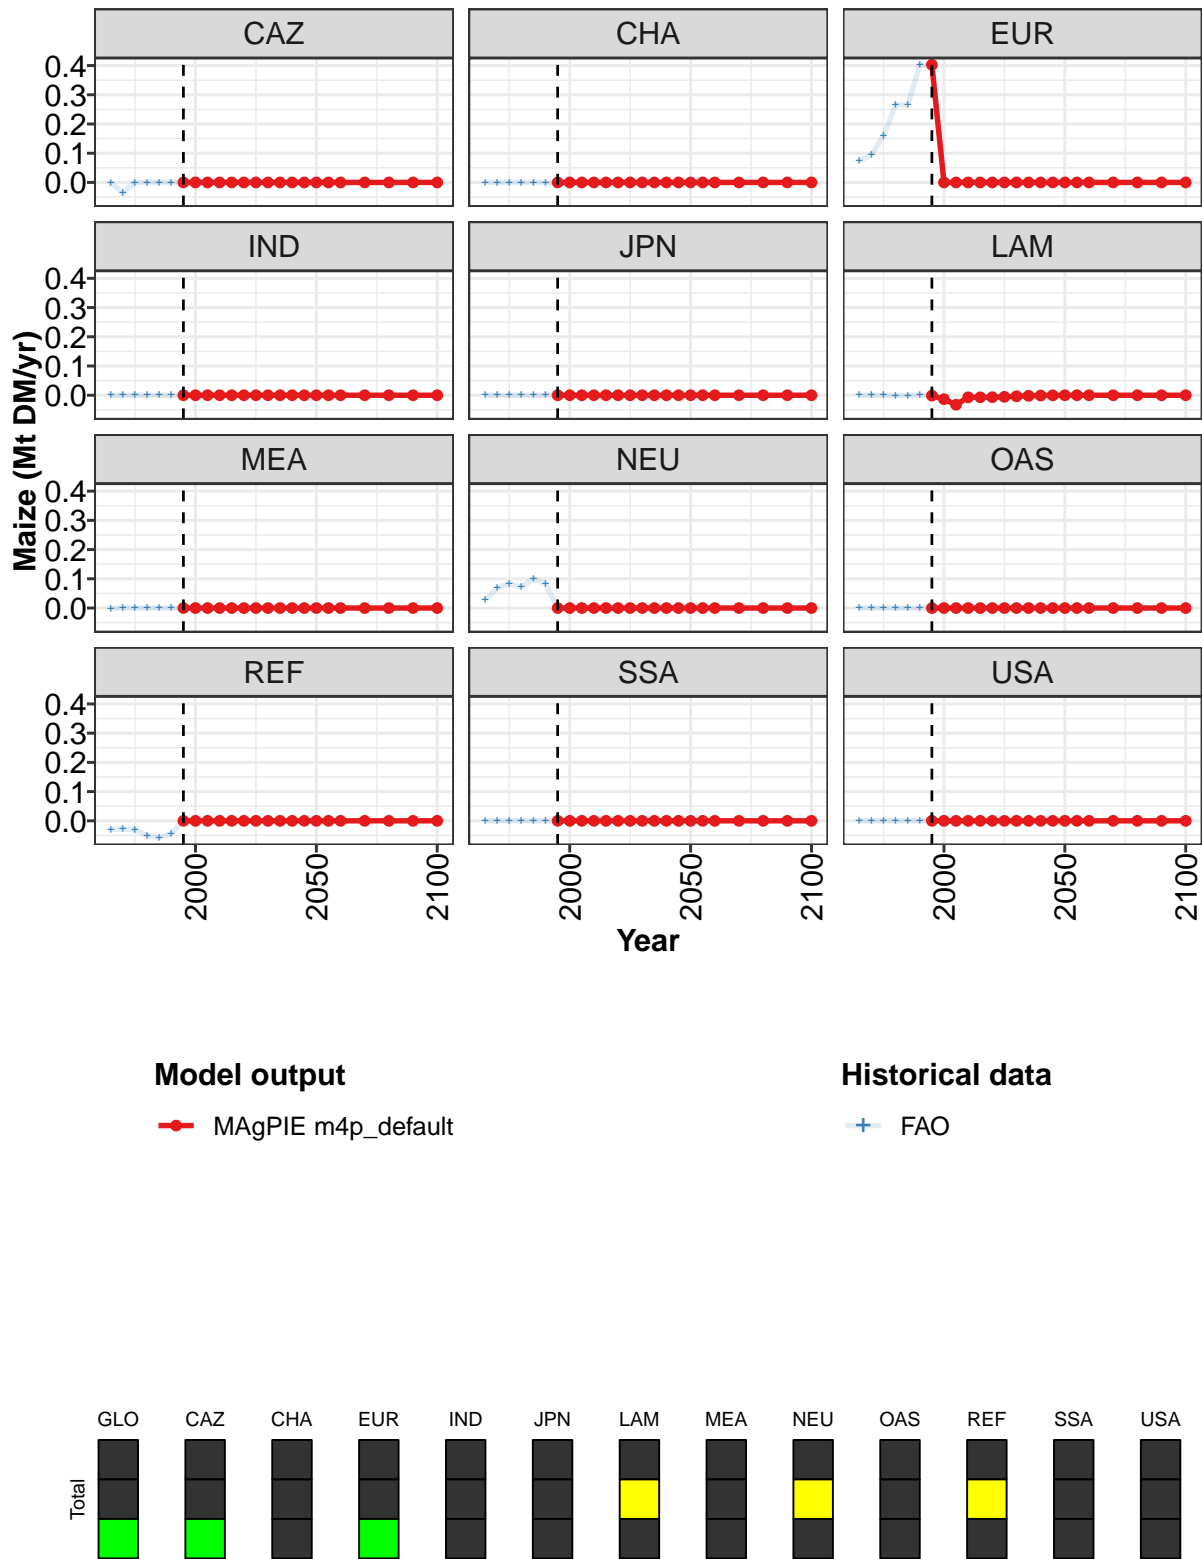 CAZ CHA EUR
0.4
0.3
0.2
0.1
0.0
IND JPN LAM
0.4
0.3
0.2
0.1
0.0
Maize (Mt DM/yr)
MEA NEU OAS
0.4
0.3
0.2
0.1
0.0
REF SSA USA
0.4
0.3
0.2
0.1
0.0
2000 2050 2100 2000 2050 2100 2000 2050 2100
Year
Model output Historical data
MAgPIE m4p_default FAO
GLO CAZ CHA EUR IND JPN LAM MEA NEU OAS REF SSA USA
Total